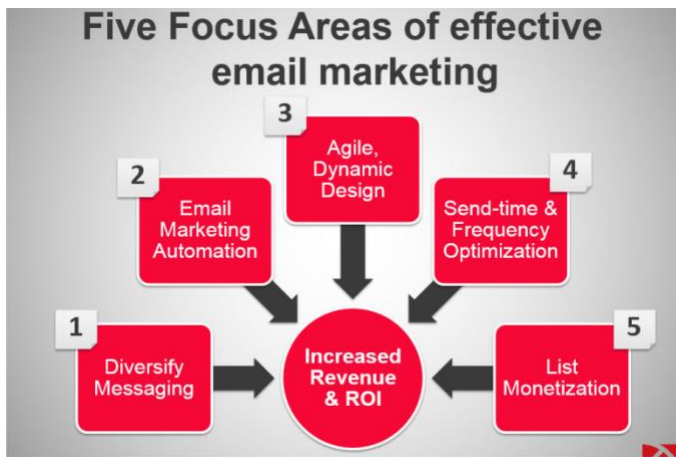 Five Focus Areas of effective
email marketing
1
Diversify
Messaging
2
Email
Marketing
Automation
3
Agile,
Dynamic
Design
4
Send-time &
Frequency
Optimization
5
List
Monetization
Increased
Revenue
& ROI